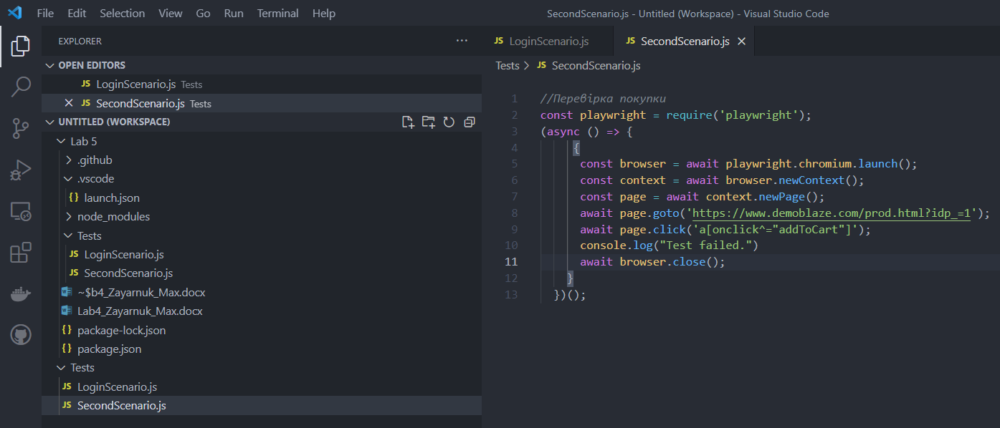 File Edit Selection View Go Run Terminal Help
SecondScenario.js - Untitled (Workspace) - Visual Studio Code
EXPLORER
OPEN EDITORS
LoginScenario.js Tests
SecondScenario.js Tests
UNTITLED (WORKSPACE)
Lab 5
.github
.vscode
launch.json
node_modules
Tests
LoginScenario.js
SecondScenario.js
~$b4_Zayarnuk_Max.docx
Lab4_Zayarnuk_Max.docx
package-lock.json
package.json
Tests
LoginScenario.js
SecondScenario.js
JS LoginScenario.js JS SecondScenario.js
Tests > JS SecondScenario.js
1 //Перевірка покупки
2 const playwright = require('playwright');
3 (async () => {
4 {
5 const browser = await playwright.chromium.launch();
6 const context = await browser.newContext();
7 const page = await context.newPage();
8 await page.goto('https://www.demoblaze.com/prod.html?idp_=1');
9 await page.click('a[onclick^="addToCart"]');
10 console.log("Test failed.")
11 await browser.close();
12 }
13 })();